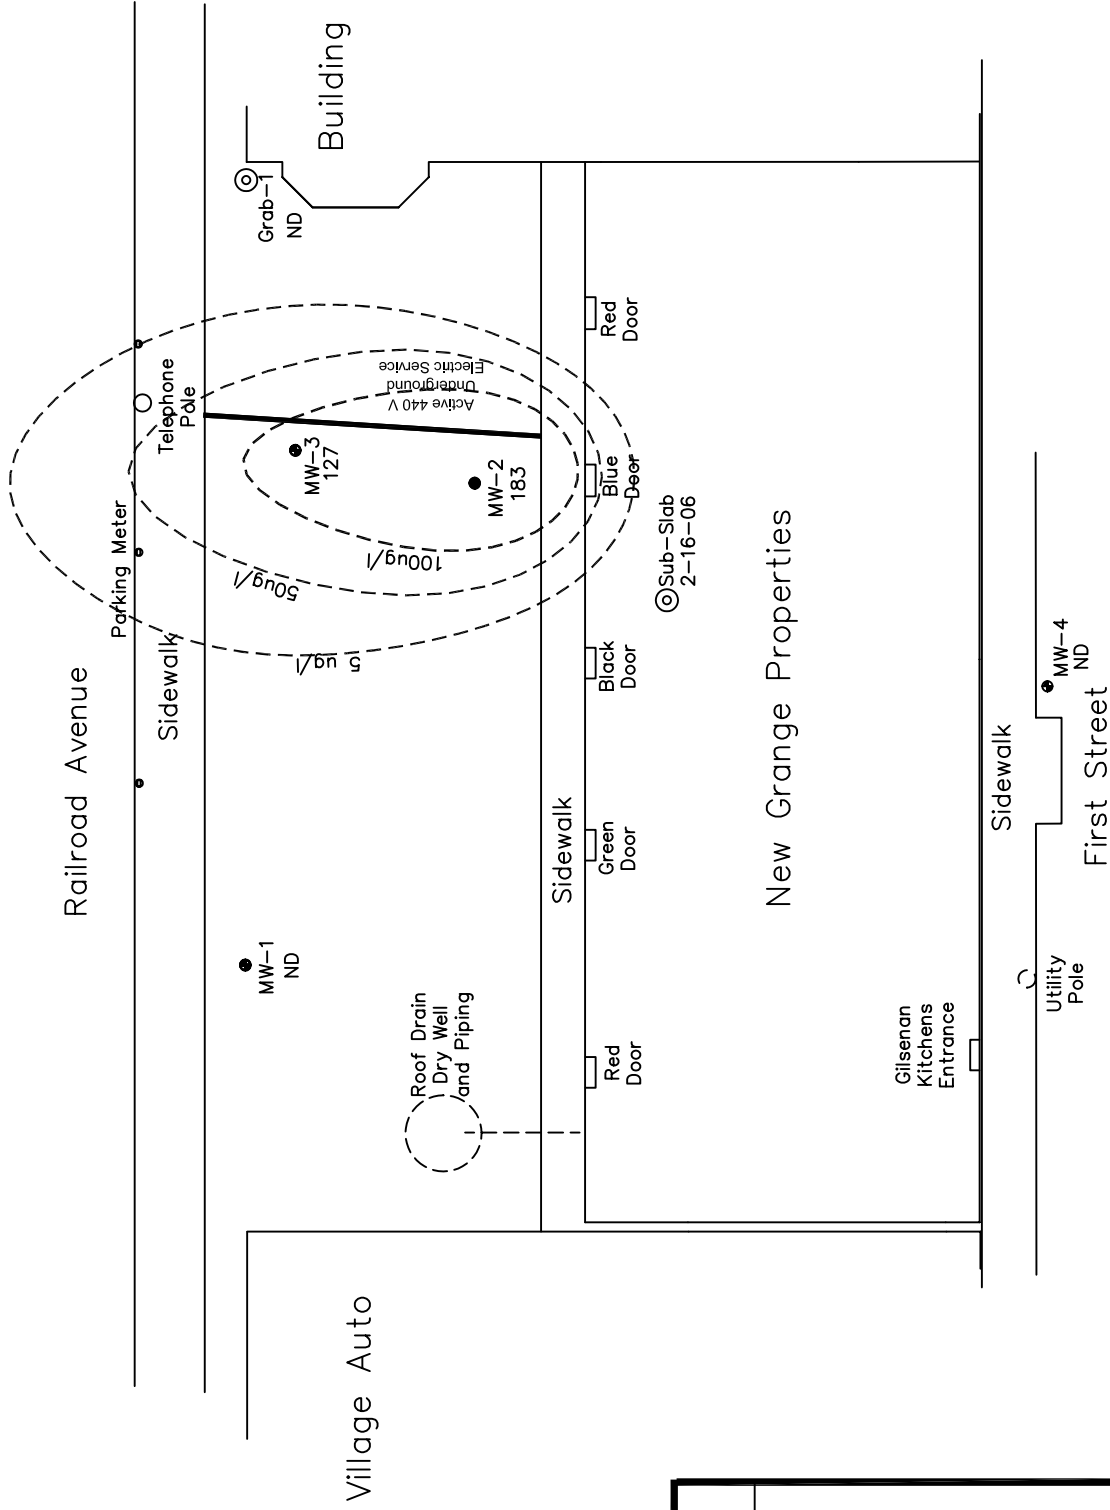 Railroad Avenue
Parking Meter
Sidewalk
Telephone
Pole
Building
Grab-1
ND
Village Auto
MW-1
ND
MW-3
127
MW-2
183
5 ug/l
50ug/l
100ug/l
Active 440 V
Underground
Electric Service
Roof Drain
Dry Well
and Piping
Sidewalk
Red
Door
Green
Door
Black
Door
Blue
Door
Red
Door
Sub-Slab
2-16-06
New Grange Properties
Gilsenan
Kitchens
Entrance
Sidewalk
Utility
Pole
MW-4
ND
First Street